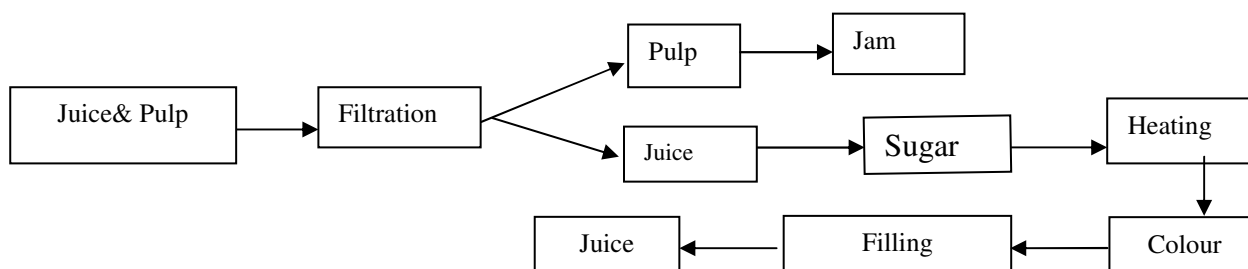 Pulp
Jam
Juice& Pulp
Filtration
Juice
Sugar
Heating
Juice
Filling
Colour